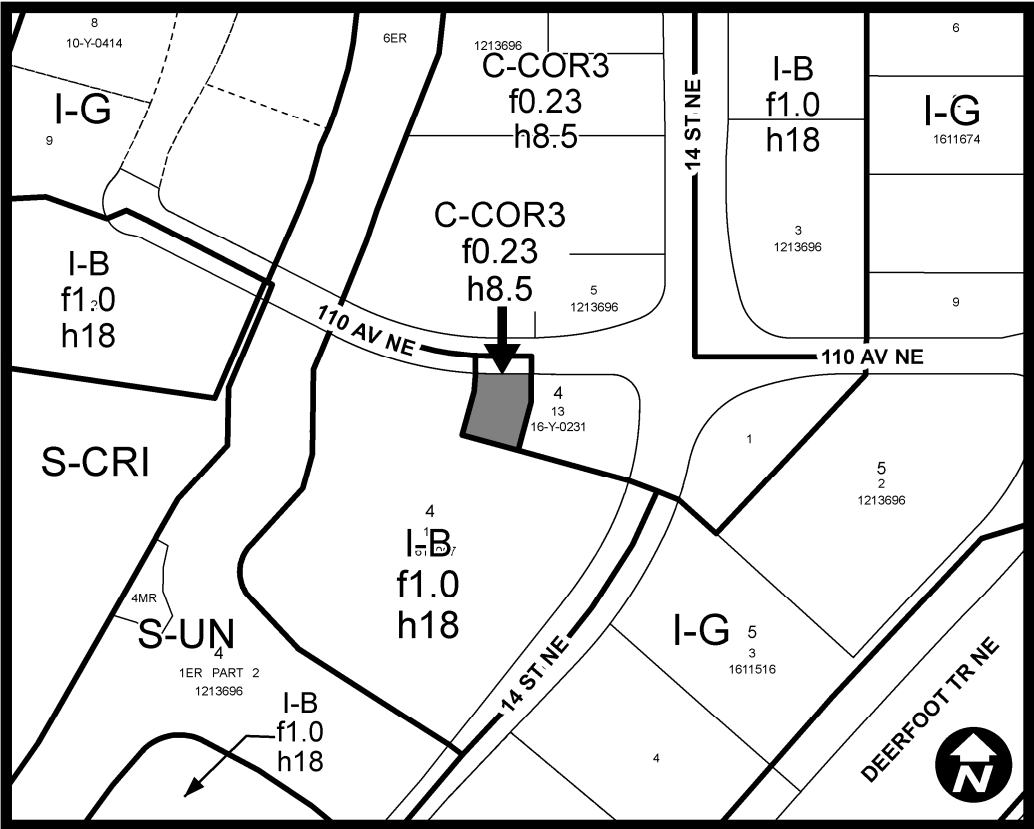 8
10-Y-0414
6ER
1213696
C-COR3
f0.23
h8.5
14 ST NE
I-B
f1.0
h18
6
I-G
1611674
I-G
9
C-COR3
f0.23
h8.5
3
1213696
I-B
f1.0
h18
5
1213696
9
110 AV NE
110 AV NE
4
13
16-Y-0231
1
5
2
1213696
S-CRI
4
I-B
f1.0
h18
4MR
S-UN
4
1ER PART 2
1213696
I-G
5
3
1611516
14 ST NE
DEERFOOT TR NE
I-B
f1.0
h18
4
N